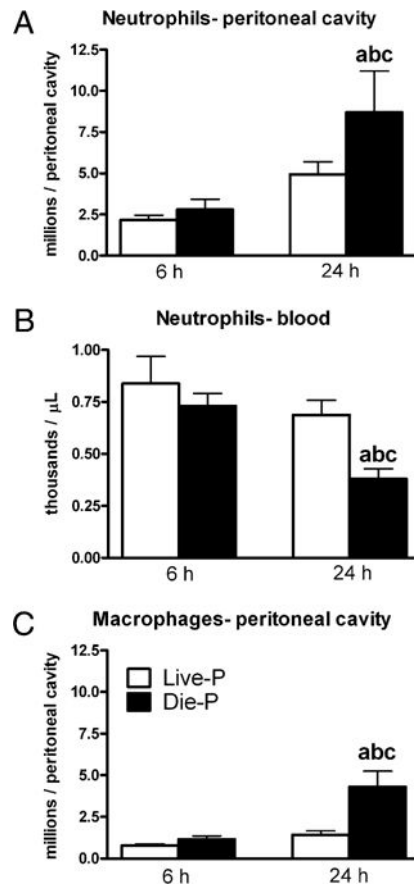 A
Neutrophils- peritoneal cavity
millions / peritoneal cavity
12.5
10.0
7.5
5.0
2.5
0.0
abc
6 h
24 h
B
Neutrophils- blood
thousands / µL
1.00
0.75
0.50
0.25
0.00
abc
6 h
24 h
C
Macrophages- peritoneal cavity
millions / peritoneal cavity
12.5
10.0
7.5
5.0
2.5
0.0
Live-P
Die-P
abc
6 h
24 h